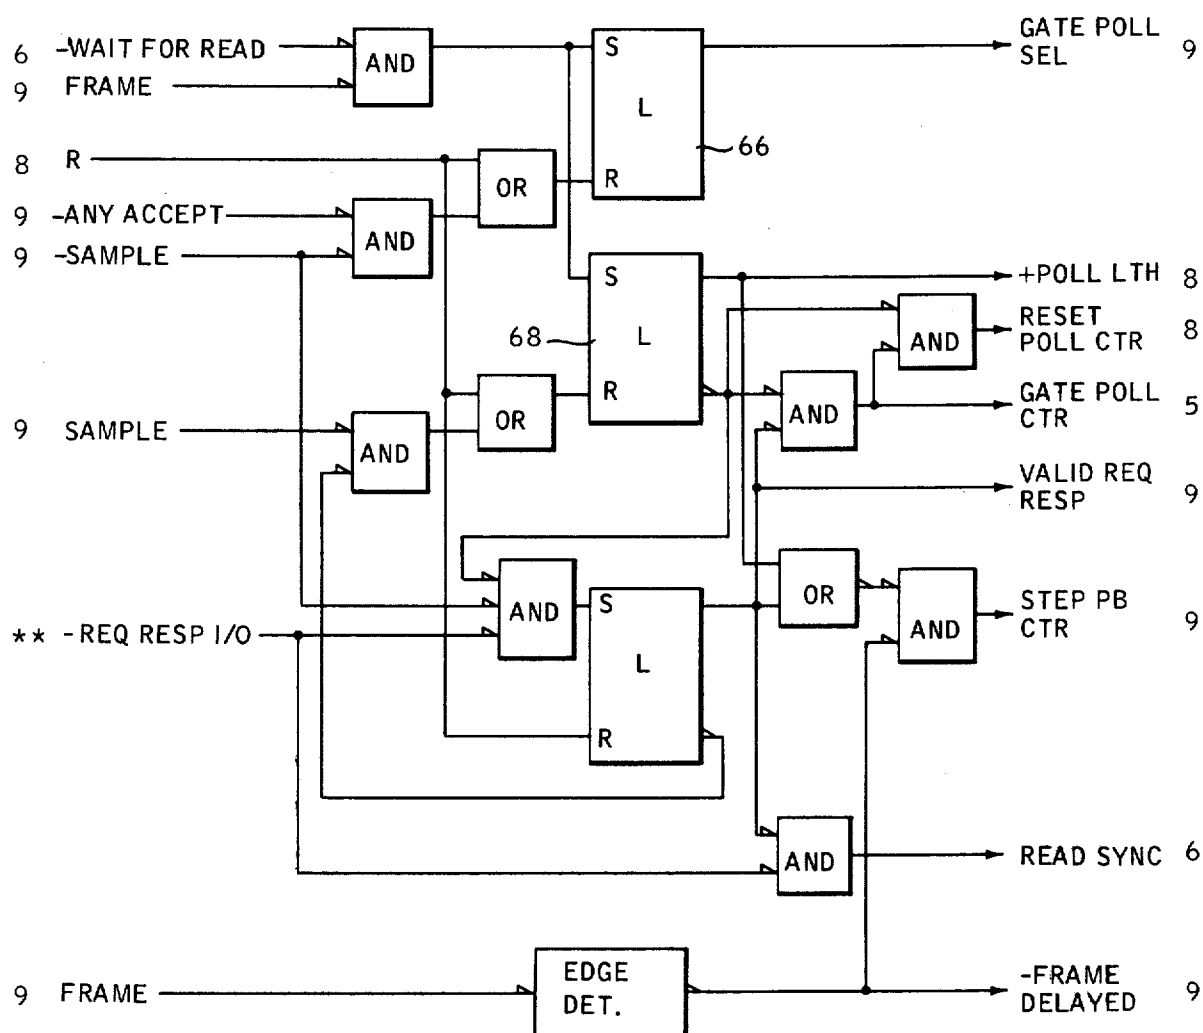 6 -WAIT FOR READ
9 FRAME
AND
S
L
R
66
GATE POLL
SEL 9
8 R
OR
9 -ANY ACCEPT
9 -SAMPLE
AND
S
L
R
68
+POLL LTH 8
RESET
POLL CTR 8
AND
GATE POLL
CTR 5
AND
OR
9 SAMPLE
AND
VALID REQ
RESP 9
AND
S
L
R
OR
AND
STEP PB
CTR 9
** -REQ RESP I/O
AND
READ SYNC 6
9 FRAME
EDGE
DET.
-FRAME
DELAYED 9